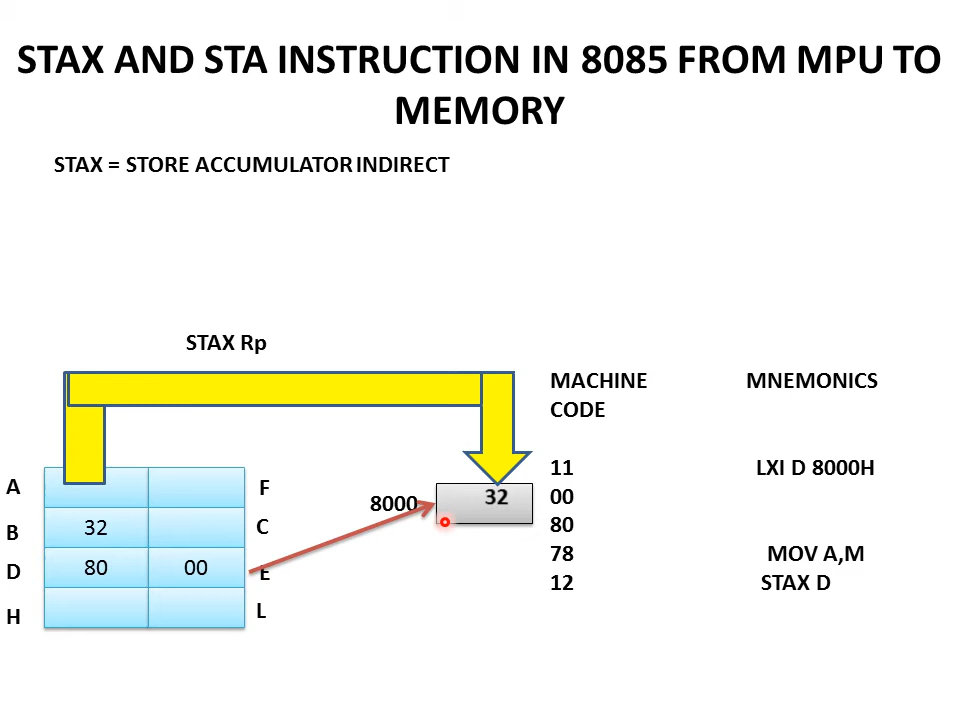 STAX AND STA INSTRUCTION IN 8085 FROM MPU TO
MEMORY
STAX = STORE ACCUMULATOR INDIRECT
STAX Rp
A F
B 32 C
D 80 00 E
H L
8000 32
MACHINE MNEMONICS
CODE
11 LXI D 8000H
00
80
78 MOV A,M
12 STAX D